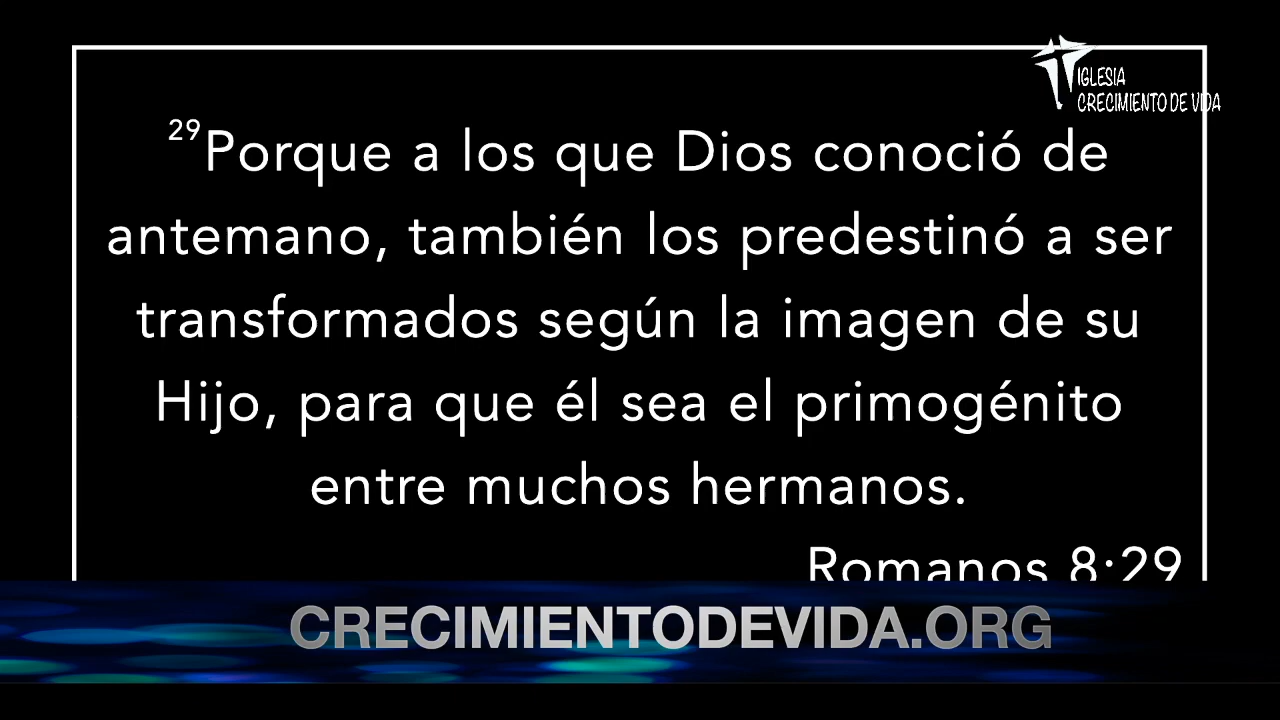 IGLESIA
CRECIMIENTO DE VIDA
29Porque a los que Dios conoció de
antemano, también los predestinó a ser
transformados según la imagen de su
Hijo, para que él sea el primogénito
entre muchos hermanos.
Romanos 8:29
CRECIMIENTODEVIDA.ORG